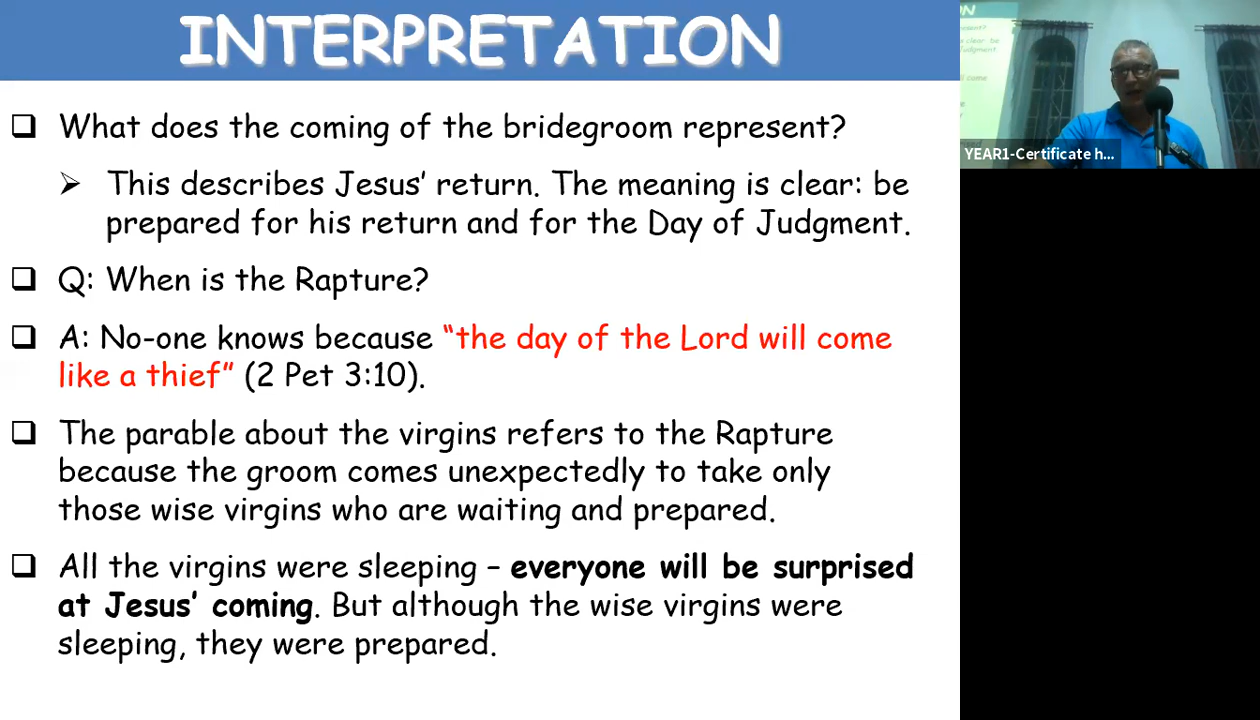 INTERPRETATION
What does the coming of the bridegroom represent?
This describes Jesus’ return. The meaning is clear: be
prepared for his return and for the Day of Judgment.
Q: When is the Rapture?
A: No-one knows because “the day of the Lord will come
like a thief” (2 Pet 3:10).
The parable about the virgins refers to the Rapture
because the groom comes unexpectedly to take only
those wise virgins who are waiting and prepared.
All the virgins were sleeping – everyone will be surprised
at Jesus’ coming. But although the wise virgins were
sleeping, they were prepared.
YEAR1-Certificate h...